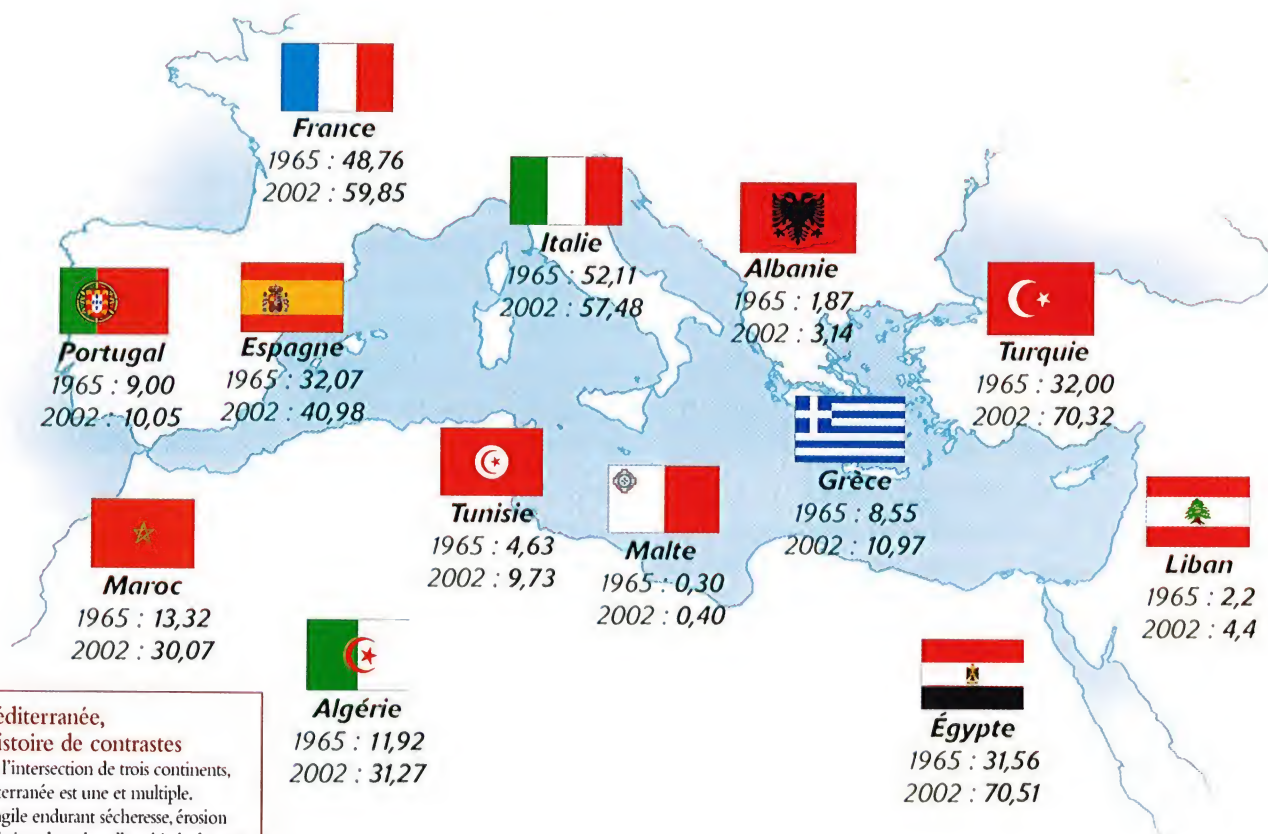 France
1965 : 48,76
2002 : 59,85
Italie
1965 : 52,11
2002 : 57,48
Albanie
1965 : 1,87
2002 : 3,14
Portugal
1965 : 9,00
2002 : 10,05
Espagne
1965 : 32,07
2002 : 40,98
Turquie
1965 : 32,00
2002 : 70,32
Tunisie
1965 : 4,63
2002 : 9,73
Malte
1965 : 0,30
2002 : 0,40
Grèce
1965 : 8,55
2002 : 10,97
Liban
1965 : 2,2
2002 : 4,4
Maroc
1965 : 13,32
2002 : 30,07
Algérie
1965 : 11,92
2002 : 31,27
Égypte
1965 : 31,56
2002 : 70,51
éditerranée,
istoire de contrastes
l'intersection de trois continents,
terranée est une et multiple.
agile endurant sécheresse, érosion